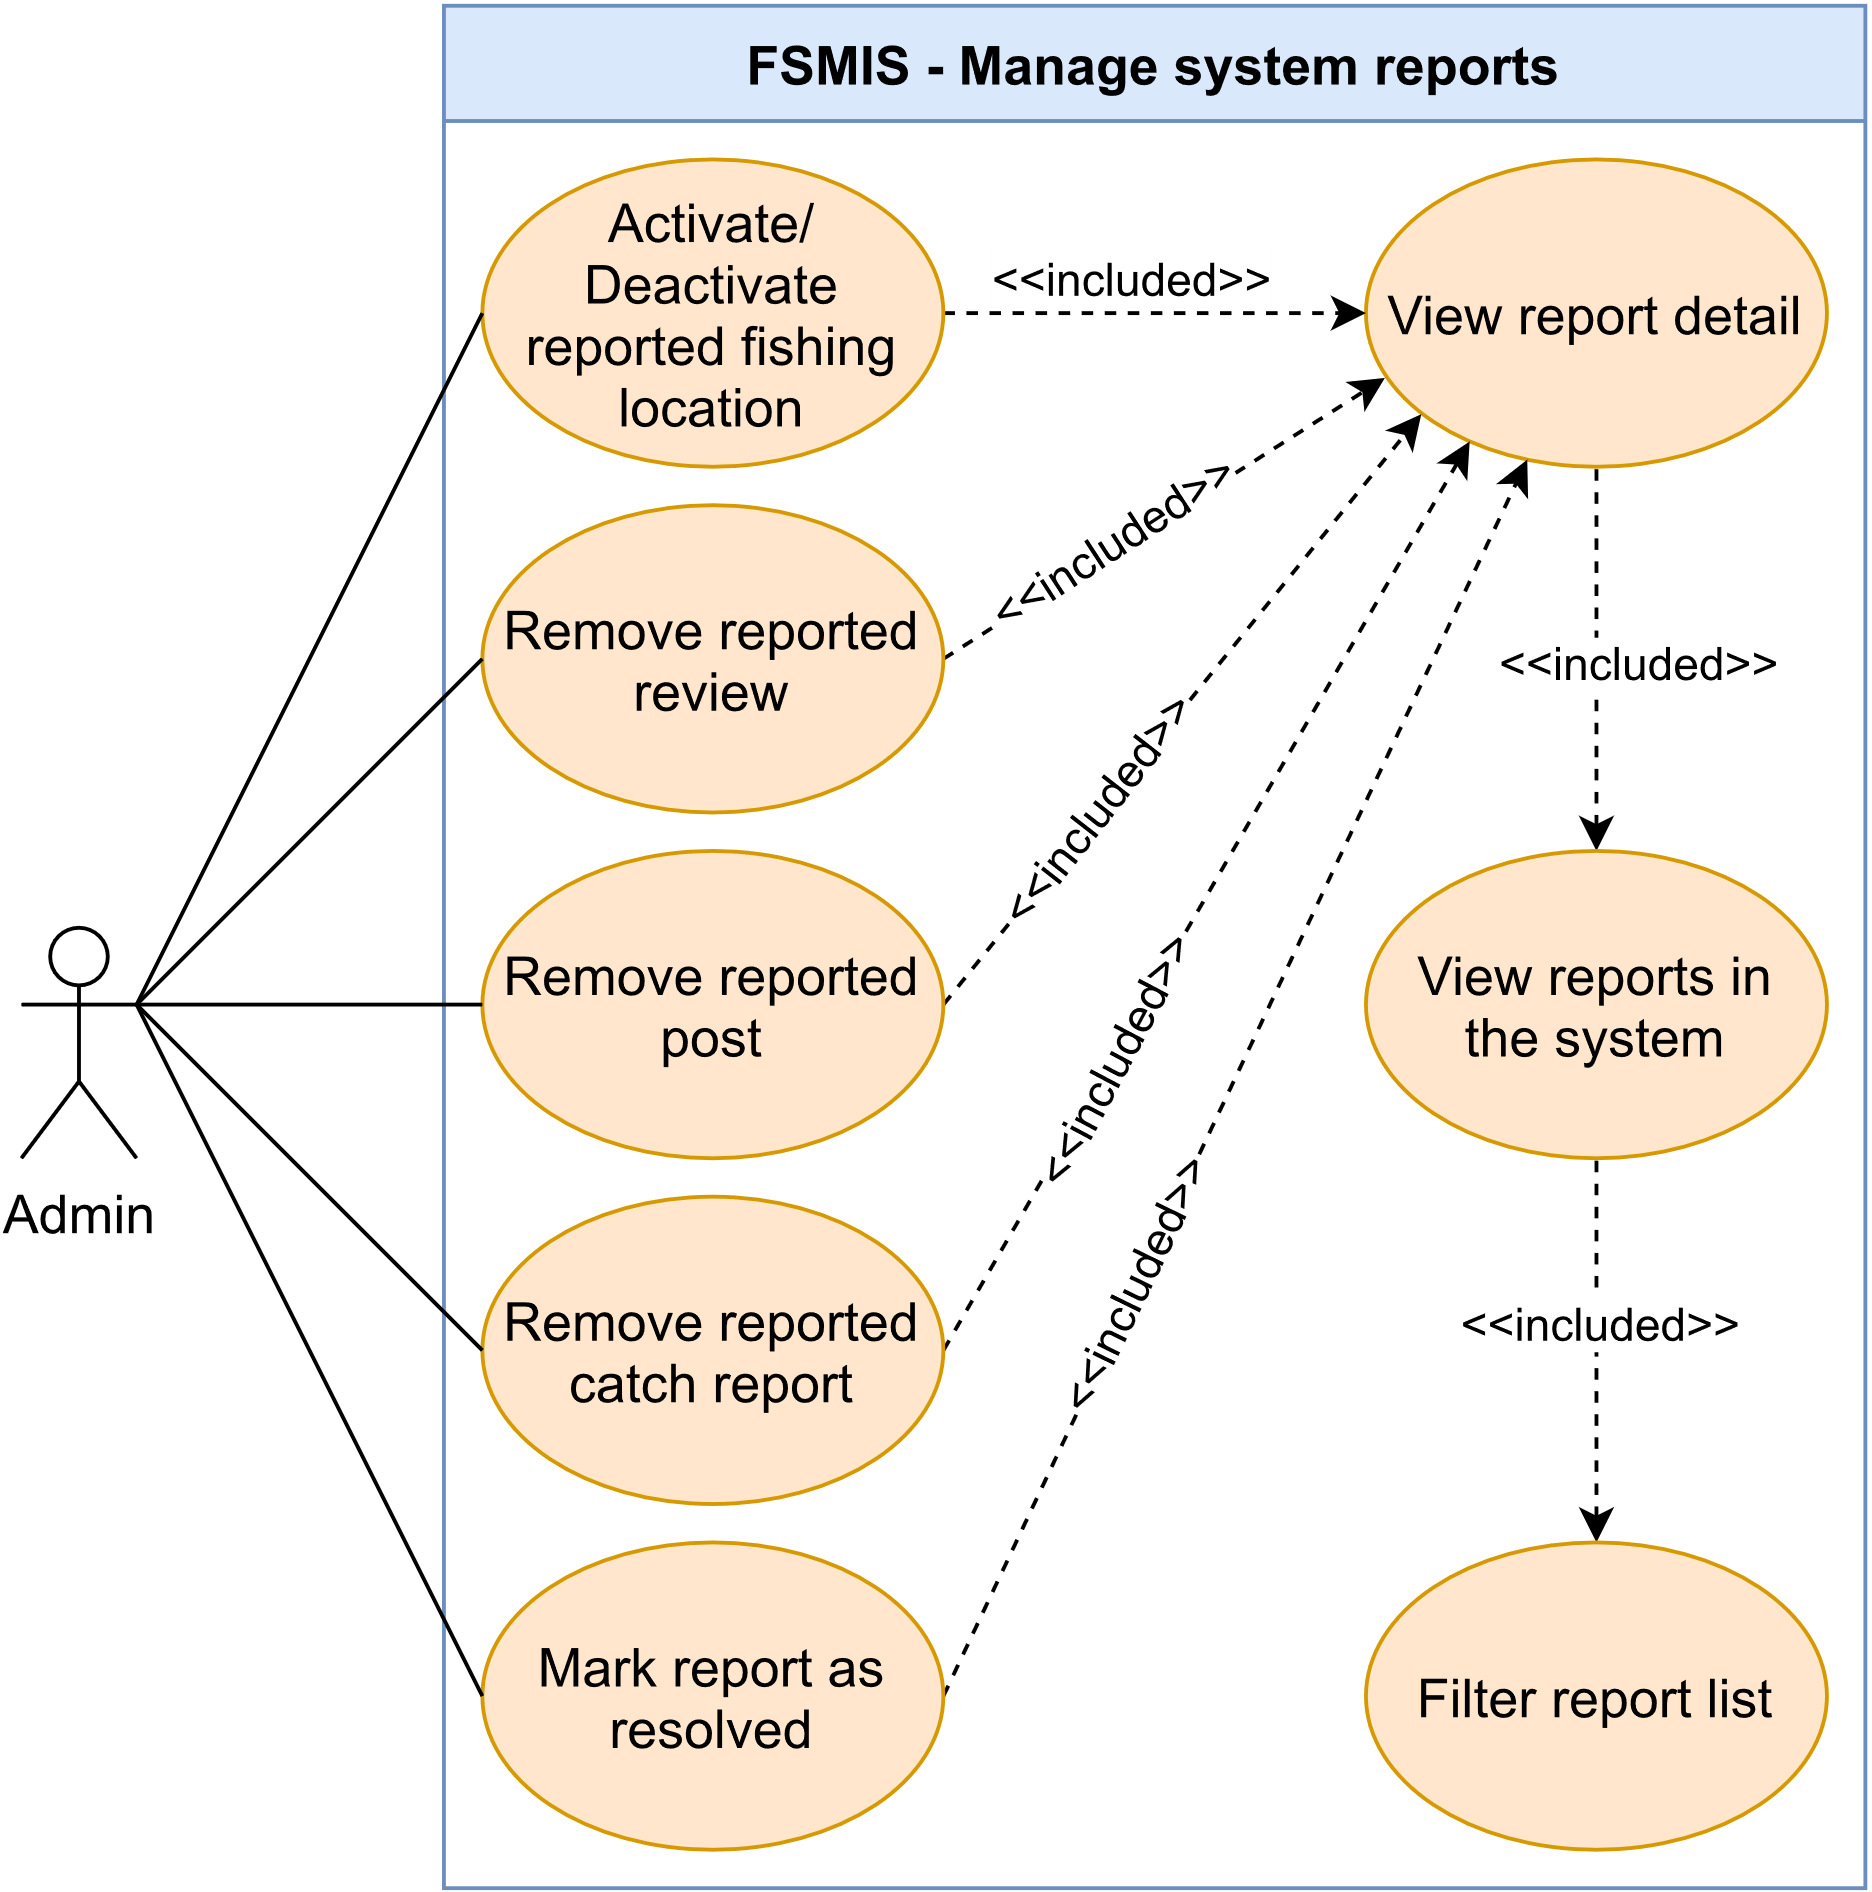 FSMIS - Manage system reports
Activate/
Deactivate
reported fishing
location
<<included>>
View report detail
<<included>>
Remove reported
review
<<included>>
<<included>>
Remove reported
post
View reports in
the system
<<included>>
Admin
Remove reported
catch report
<<included>>
<<included>>
Mark report as
resolved
Filter report list